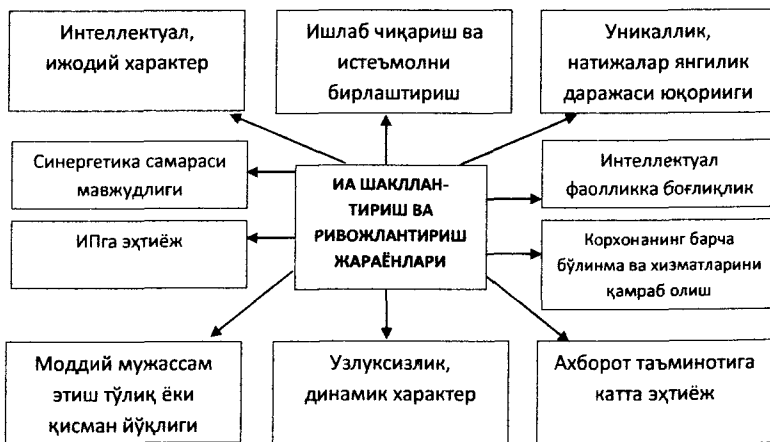 Интеллектуал,
ижодий характер
Ишлаб чиқариш ва
истеъмолни
бирлаштириш
Уникаллик,
натижалар янгилик
даражаси юқорииги
Синергетика самараси
мавжудлиги
ИА ШАКЛЛАН-
ТИРИШ ВА
РИВОЖЛАНТИРИШ
ЖАРАЁНЛАРИ
Интеллектуал
фаолликка боғлиқлик
ИПга эҳтиёж
Корхонанинг барча
бўлинма ва хизматларини
қамраб олиш
Моддий мужассам
этиш тўлиқ ёки
қисман йўқлиги
Узлуксизлик,
динамик характер
Ахборот таъминотига
катта эҳтиёж